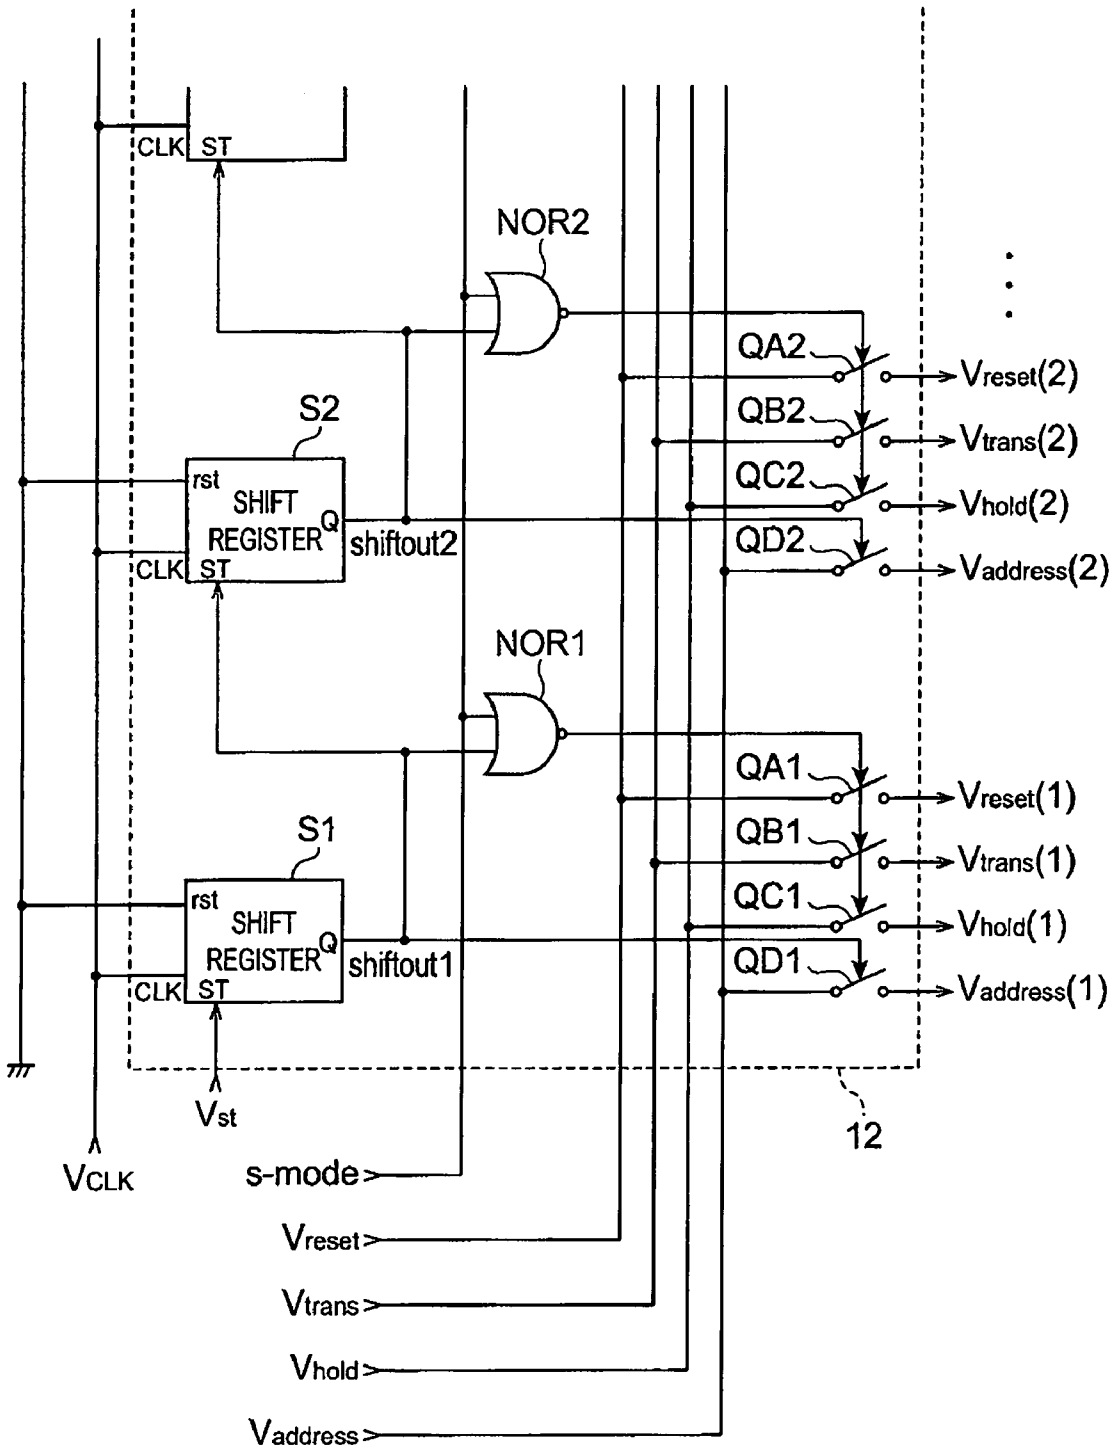 CLK ST
NOR2
QA2
Vreset(2)
QB2
Vtrans(2)
S2
QC2
Vhold(2)
rst
SHIFT
REGISTER
Q
shiftout2
QD2
Vaddress(2)
CLK ST
NOR1
QA1
Vreset(1)
S1
QB1
Vtrans(1)
rst
QC1
Vhold(1)
SHIFT
REGISTER
Q
shiftout1
QD1
Vaddress(1)
CLK ST
Vst
12
VCLK
s-mode
Vreset
Vtrans
Vhold
Vaddress